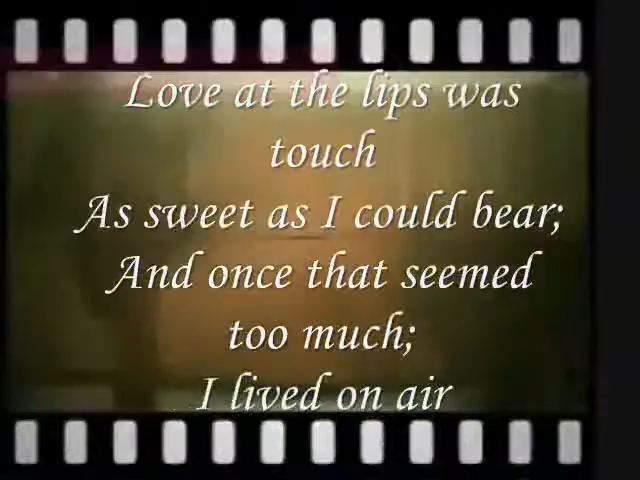 Love at the lips was
touch
As sweet as I could bear;
And once that seemed
too much;
I lived on air